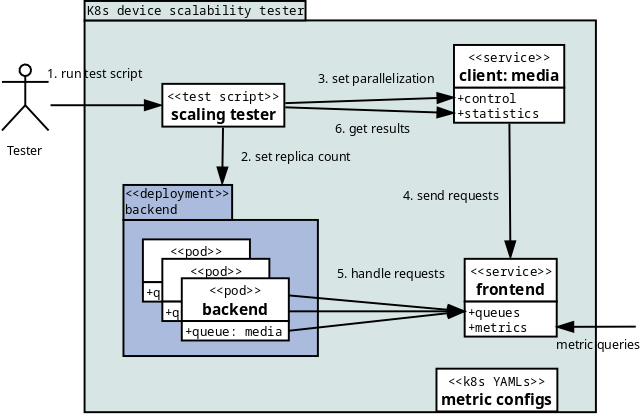 K8s device scalability tester
1. run test script
Tester
<<test script>>
scaling tester
3. set parallelization
6. get results
<<service>>
client: media
+control
+statistics
2. set replica count
4. send requests
<<deployment>>
backend
<<pod>>
+q
<<pod>>
+q
<<pod>>
backend
+queue: media
5. handle requests
<<service>>
frontend
+queues
+metrics
metric queries
<<k8s YAMLs>>
metric configs